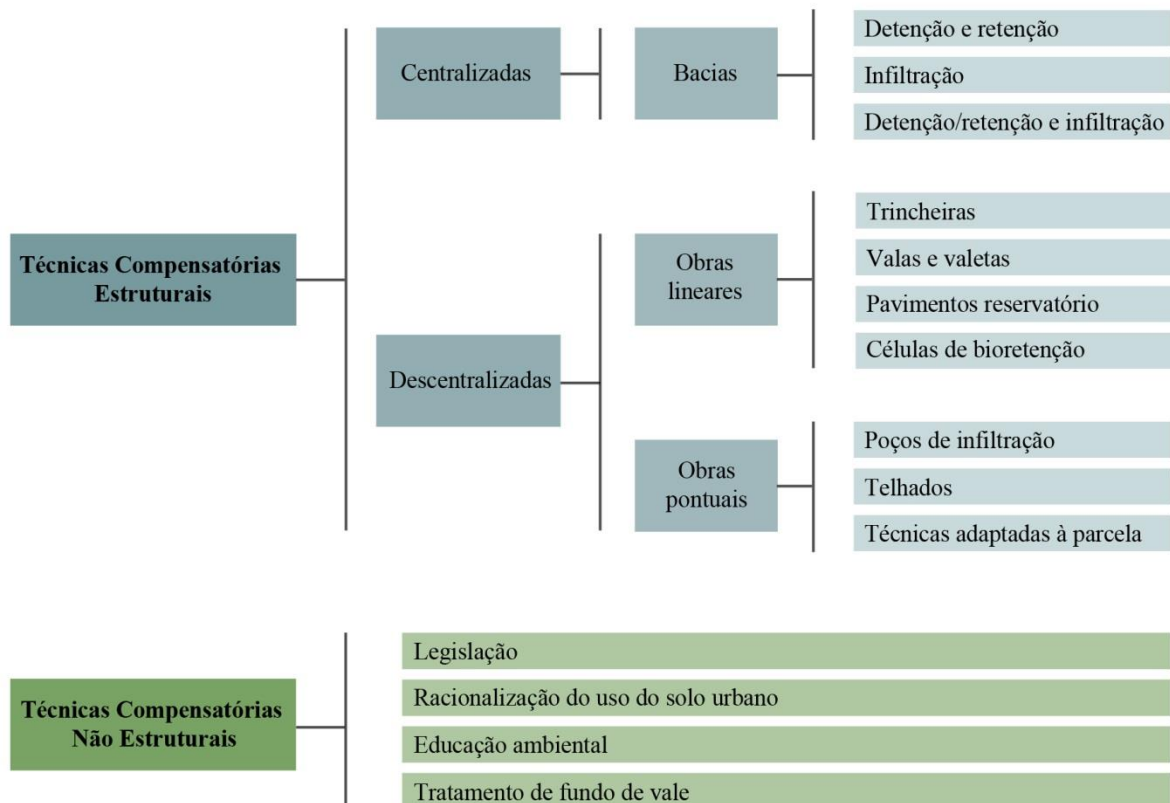 Técnicas Compensatórias
Estruturais
Centralizadas
Bacias
Detenção e retenção
Infiltração
Detenção/retenção e infiltração
Descentralizadas
Obras
lineares
Trincheiras
Valas e valetas
Pavimentos reservatório
Células de bioretenção
Obras
pontuais
Poços de infiltração
Telhados
Técnicas adaptadas à parcela
Técnicas Compensatórias
Não Estruturais
Legislação
Racionalização do uso do solo urbano
Educação ambiental
Tratamento de fundo de vale